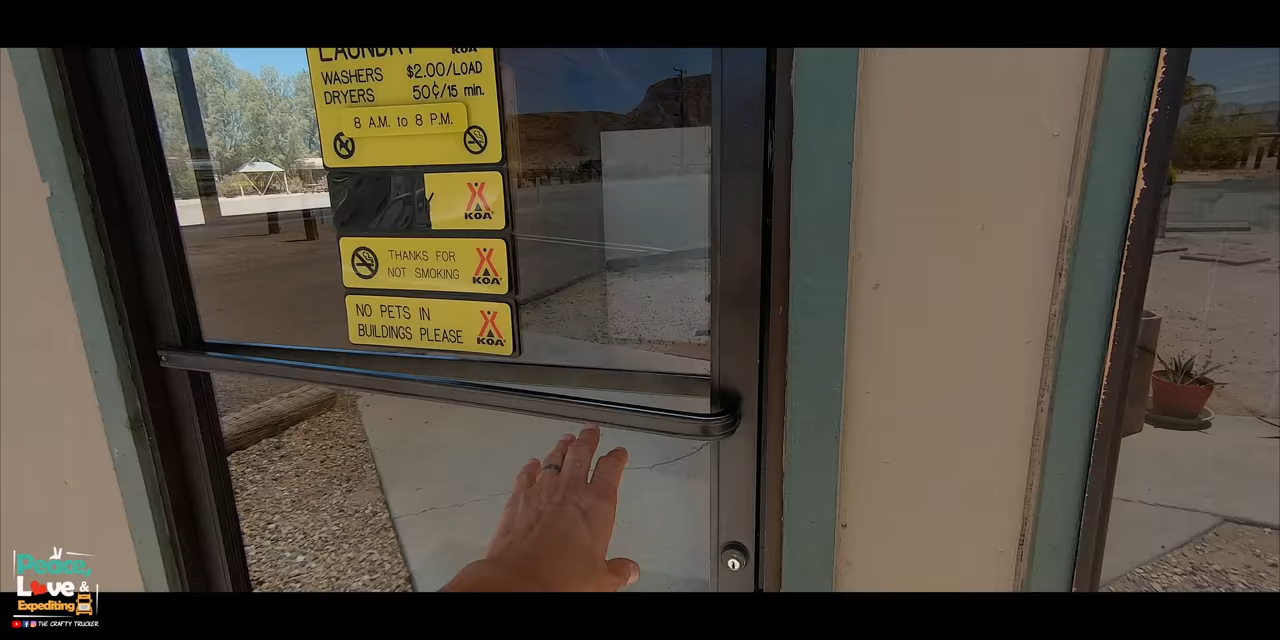 LAUNDRY KOA
WASHERS $2.00/LOAD
DRYERS 50¢/15 min.
8 A.M. to 8 P.M.
Y KOA
THANKS FOR
NOT SMOKING
KOA
NO PETS IN
BUILDINGS PLEASE
KOA
Peace,
Love &
Expediting
THE CRAFTY TRUCKER